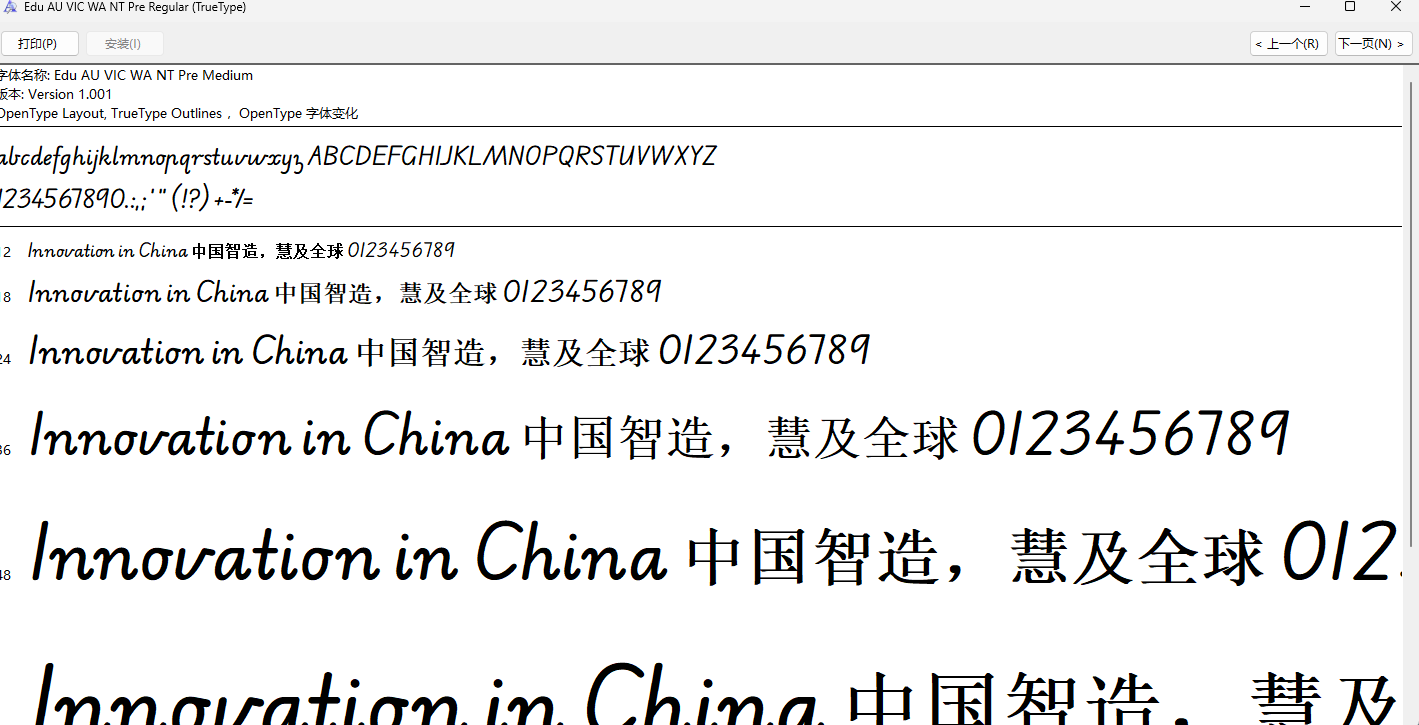 Edu AU VIC WA NT Pre Regular (TrueType)
打印(P) 安装(I) < 上一个(R) 下一页(N) >
字体名称: Edu AU VIC WA NT Pre Medium
版本: Version 1.001
OpenType Layout, TrueType Outlines， OpenType 字体变化
abcdefghijklmnopqrstuvwxyz ABCDEFGHIJKLMNOPQRSTUVWXYZ
1234567890.:,; ' " (!?) +-*/=
12 Innovation in China 中国智造，慧及全球 0123456789
18 Innovation in China 中国智造，慧及全球 0123456789
24 Innovation in China 中国智造，慧及全球 0123456789
36 Innovation in China 中国智造，慧及全球 0123456789
48 Innovation in China 中国智造，慧及全球 012
Innovation in China 中国智造，慧及